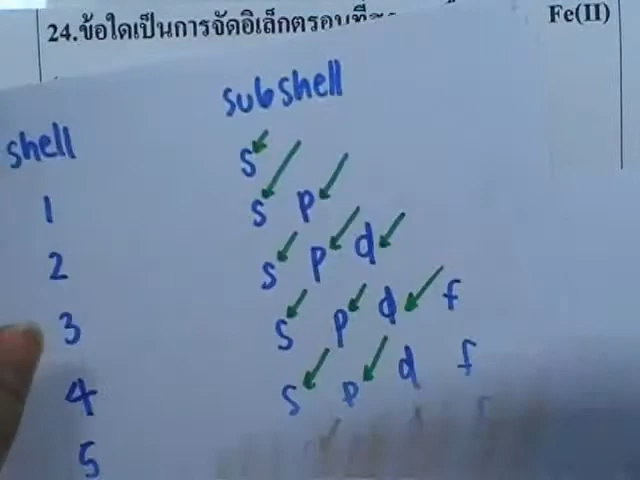 24.ข้อใดเป็นการจัดอิเล็กตรอนที่
Fe(II)
subshell
shell
s
1 s p
2 s p d
3 s p d f
4 s p d f
5